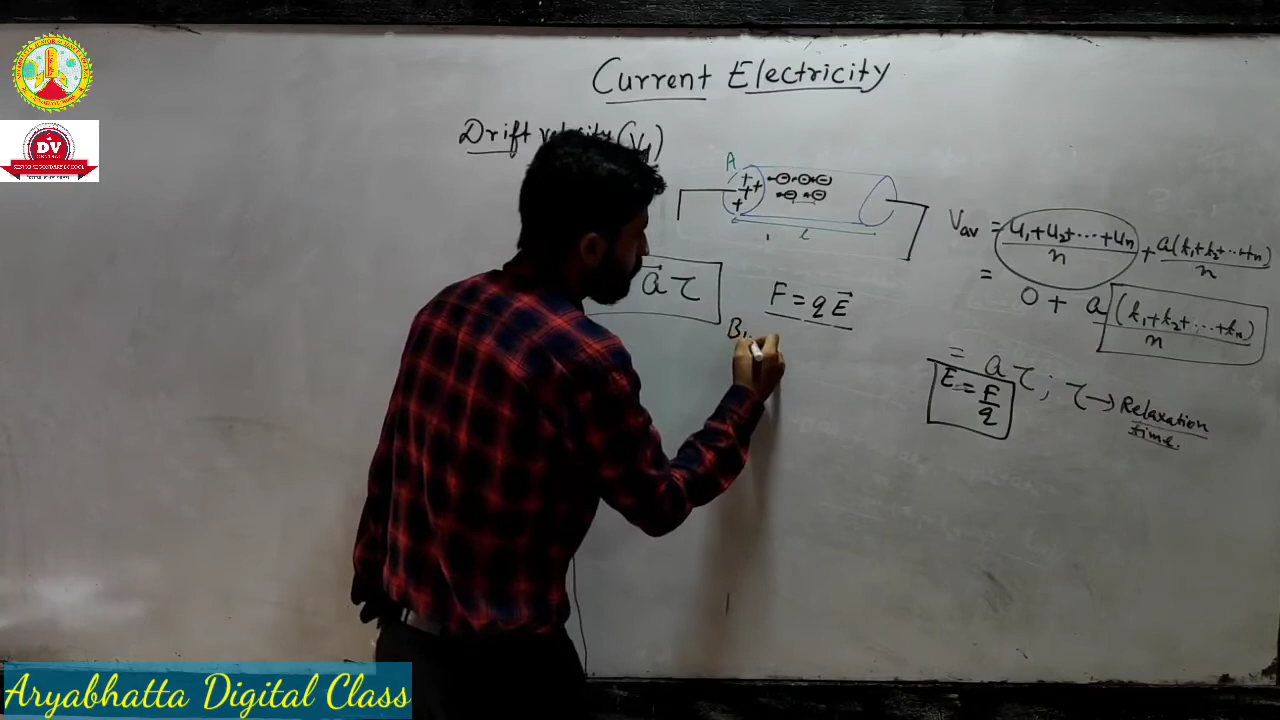 Current Electricity
Drift velocity (Vd)
A
l
a⃗ τ
F = qE⃗
Vav = u1+u2+...+un/n + a(t1+t2+...+tn)/n
= 0 + a (t1+t2+...+tn)/n
= aτ; τ → Relaxation time
E = F/q
DV
Aryabhatta Digital Class